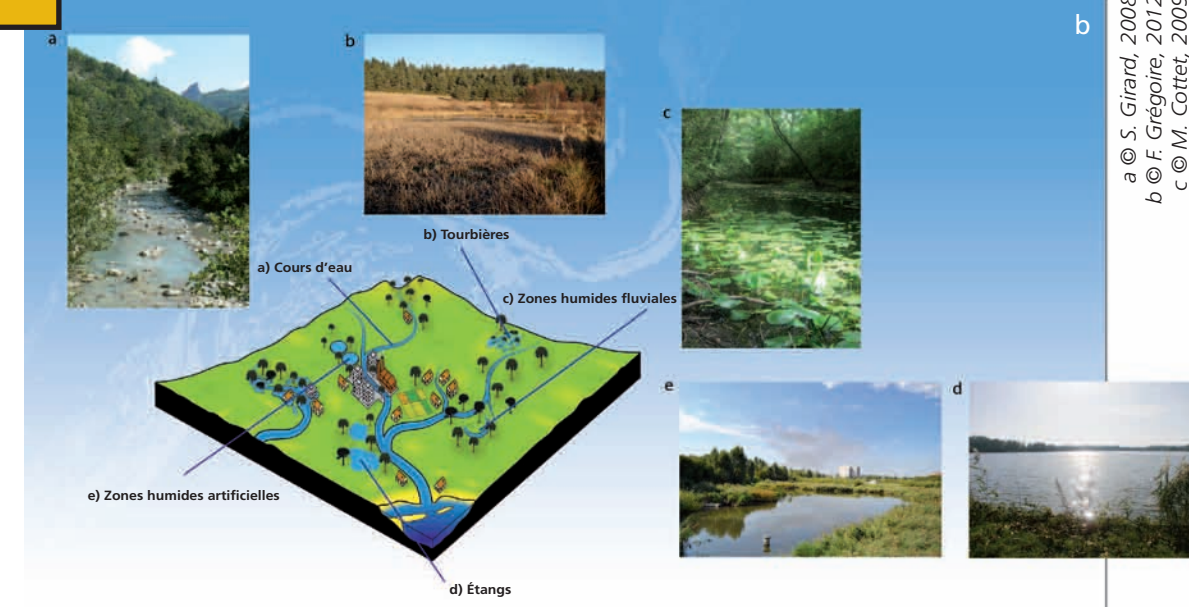 a
b
b
c
b) Tourbières
a) Cours d'eau
c) Zones humides fluviales
e
d
e) Zones humides artificielles
d) Étangs
a © S. Girard, 2008
b © F. Grégoire, 2012
c © M. Cottet, 2009